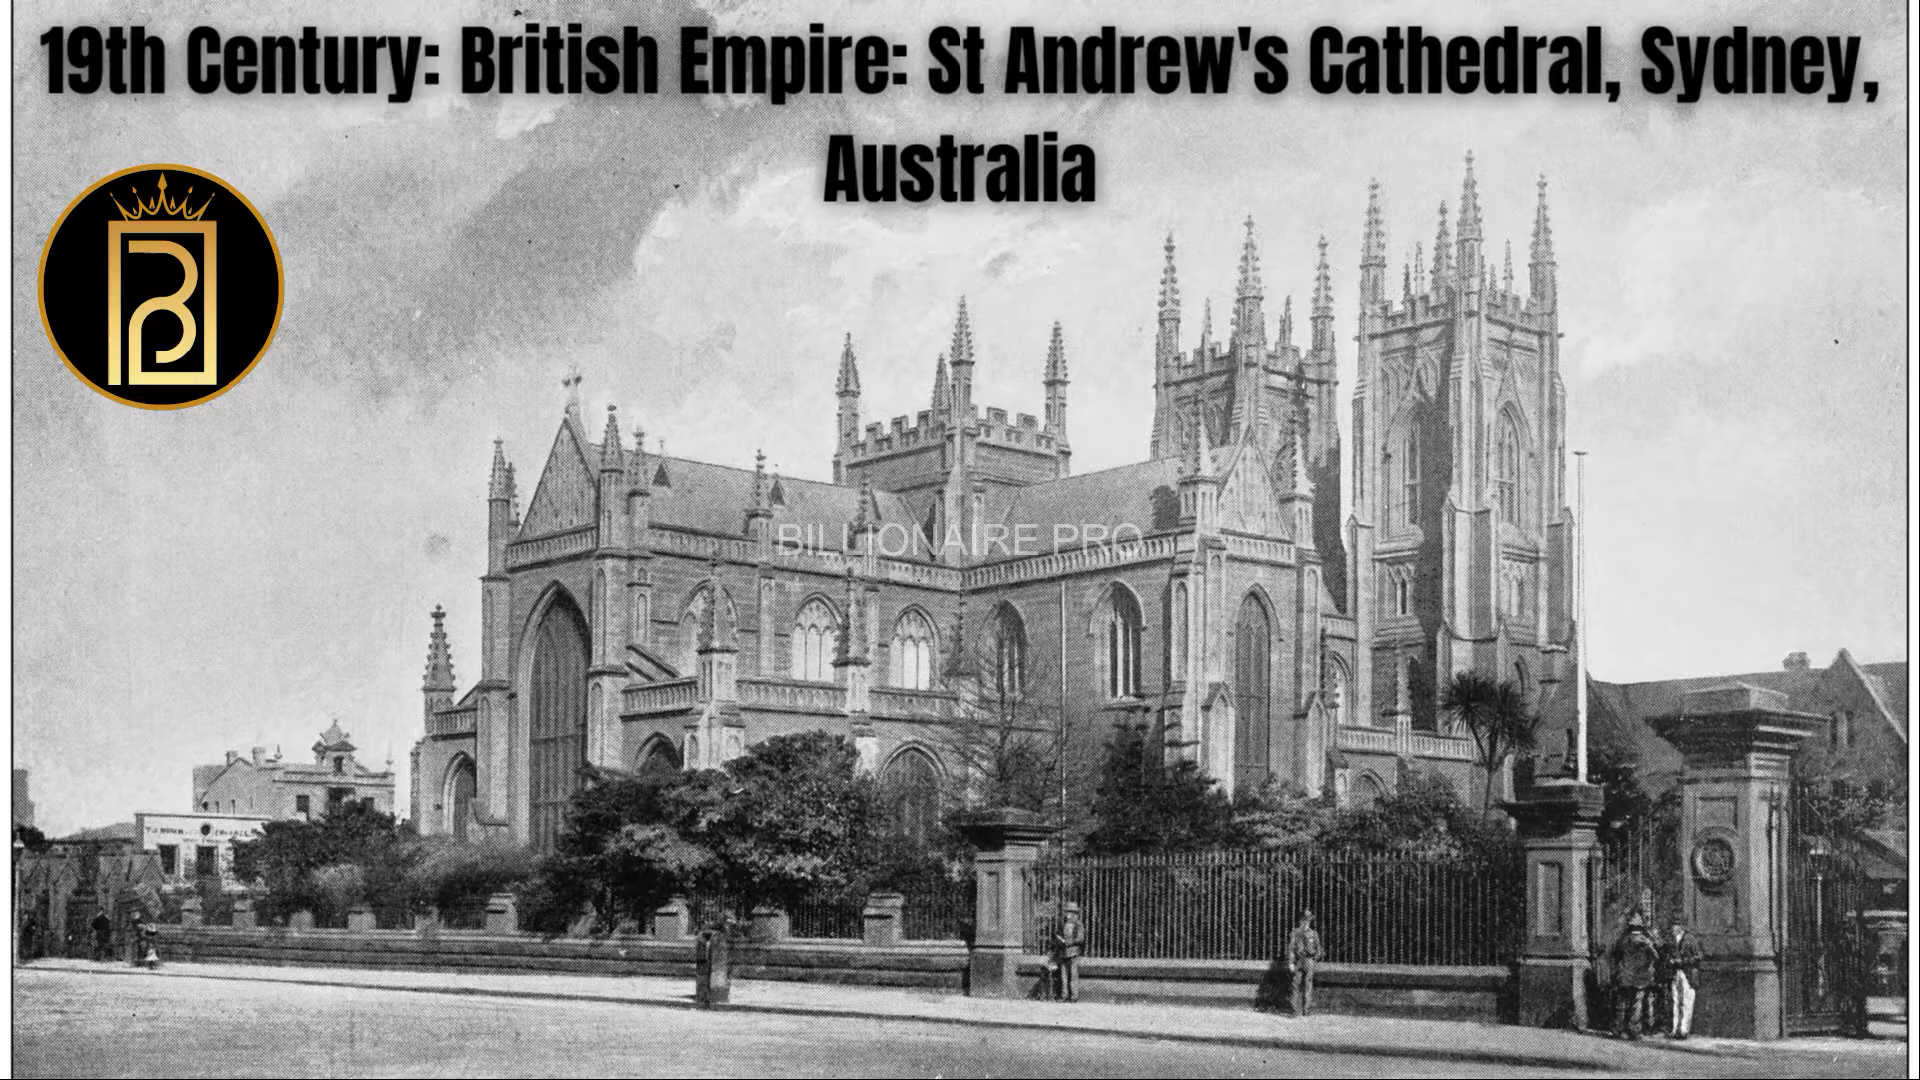 19th Century: British Empire: St Andrew's Cathedral, Sydney,
Australia
BILLIONAIRE PRO